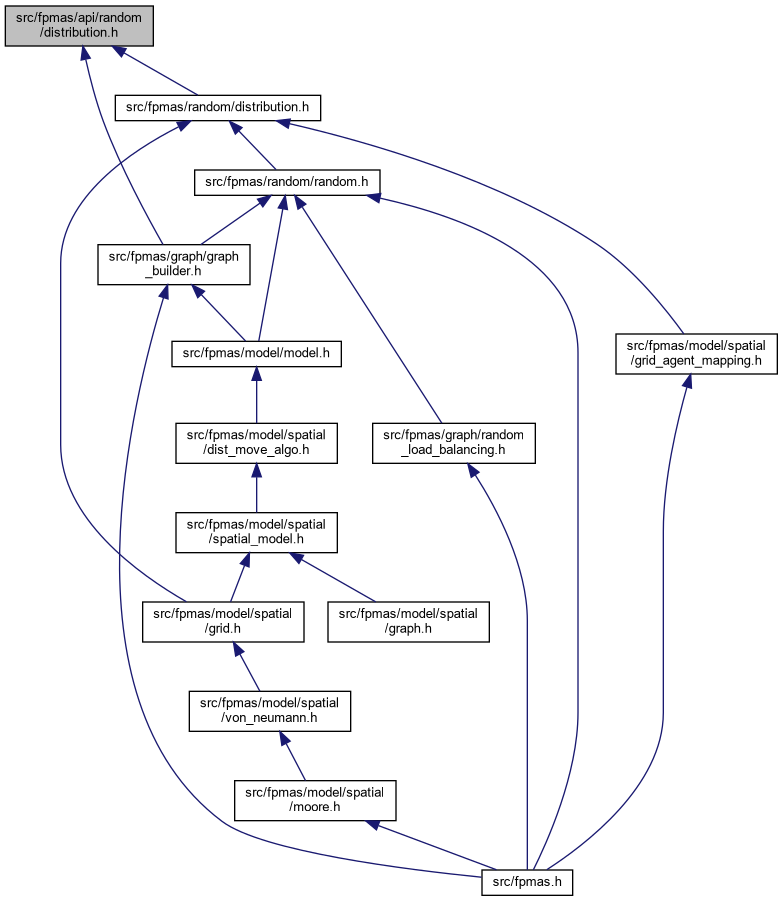 src/fpmas/api/random
/distribution.h
src/fpmas/random/distribution.h
src/fpmas/random/random.h
src/fpmas/graph/graph
_builder.h
src/fpmas/model/model.h
src/fpmas/model/spatial
/grid_agent_mapping.h
src/fpmas/model/spatial
/dist_move_algo.h
src/fpmas/graph/random
_load_balancing.h
src/fpmas/model/spatial
/spatial_model.h
src/fpmas/model/spatial
/grid.h
src/fpmas/model/spatial
/graph.h
src/fpmas/model/spatial
/von_neumann.h
src/fpmas/model/spatial
/moore.h
src/fpmas.h